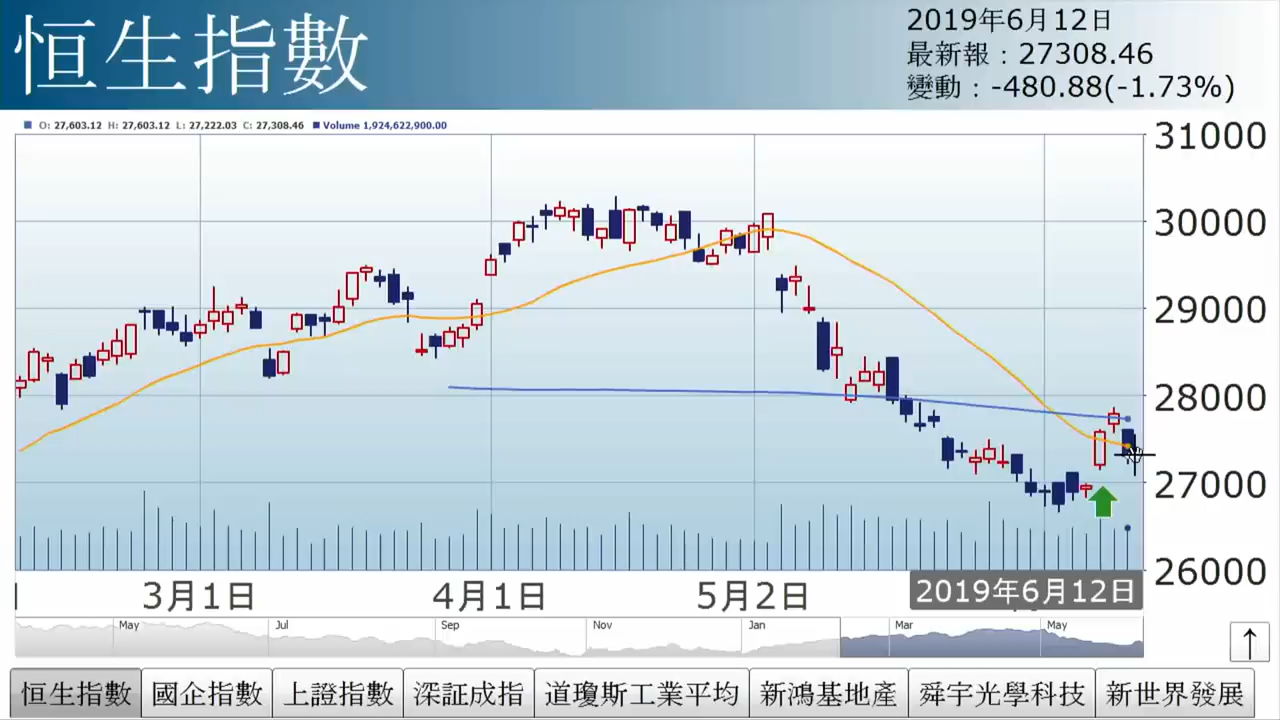 恒生指數
2019年6月12日
最新報：27308.46
變動：-480.88(-1.73%)
O: 27,603.12 H: 27,603.12 L: 27,222.03 C: 27,308.46 Volume 1,924,622,900.00
31000
30000
29000
28000
27000
26000
3月1日 4月1日 5月2日 2019年6月12日
May Jul Sep Nov Jan Mar May
恒生指數 國企指數 上證指數 深証成指 道瓊斯工業平均 新鴻基地產 舜宇光學科技 新世界發展